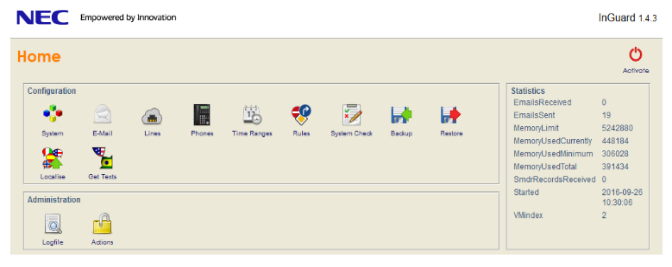 NEC Empowered by Innovation InGuard 1.4.3
Home
Activate
Configuration
System E-Mail Lines Phones Time Ranges Rules System Check Backup Restore
Localise Get Texts
Administration
Logfile Actions
Statistics
EmailsReceived 0
EmailsSent 19
MemoryLimit 5242880
MemoryUsedCurrently 448184
MemoryUsedMinimum 306028
MemoryUsedTotal 391434
SmdrRecordsReceived 0
Started 2016-09-26
10:30:06
VMindex 2